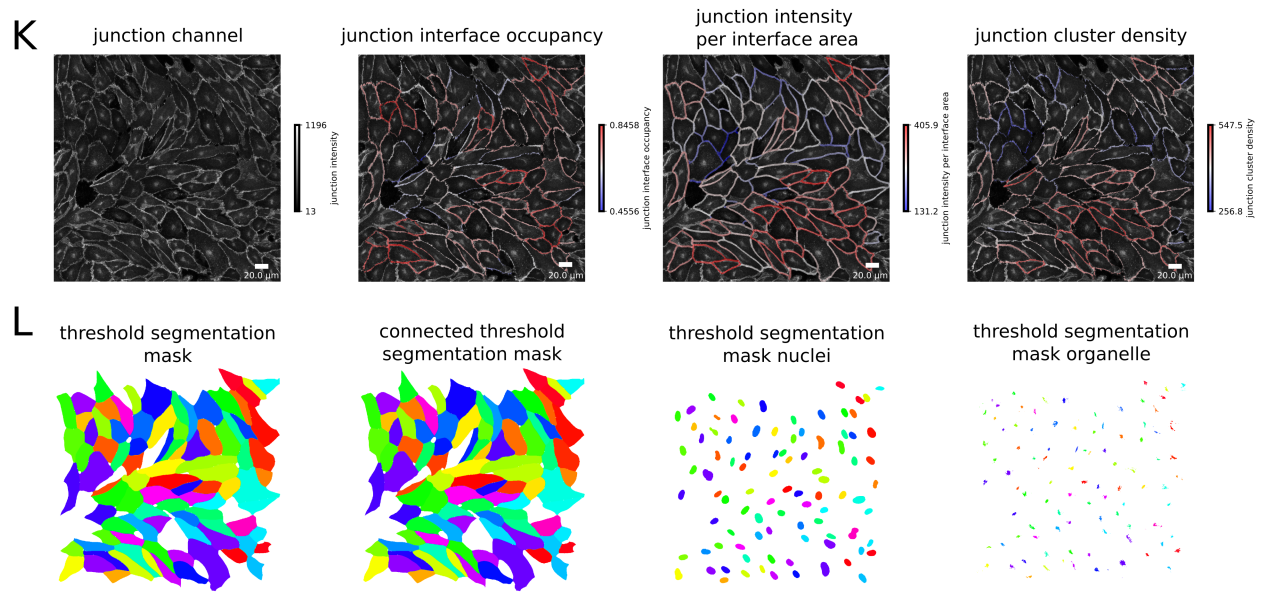 K
junction channel
junction interface occupancy
junction intensity
per interface area
junction cluster density
1196
13
junction intensity
20.0 μm
0.8458
0.4556
junction interface occupancy
20.0 μm
405.9
131.2
junction intensity per interface area
20.0 μm
547.5
256.8
junction cluster density
20.0 μm
L
threshold segmentation
mask
connected threshold
segmentation mask
threshold segmentation
mask nuclei
threshold segmentation
mask organelle